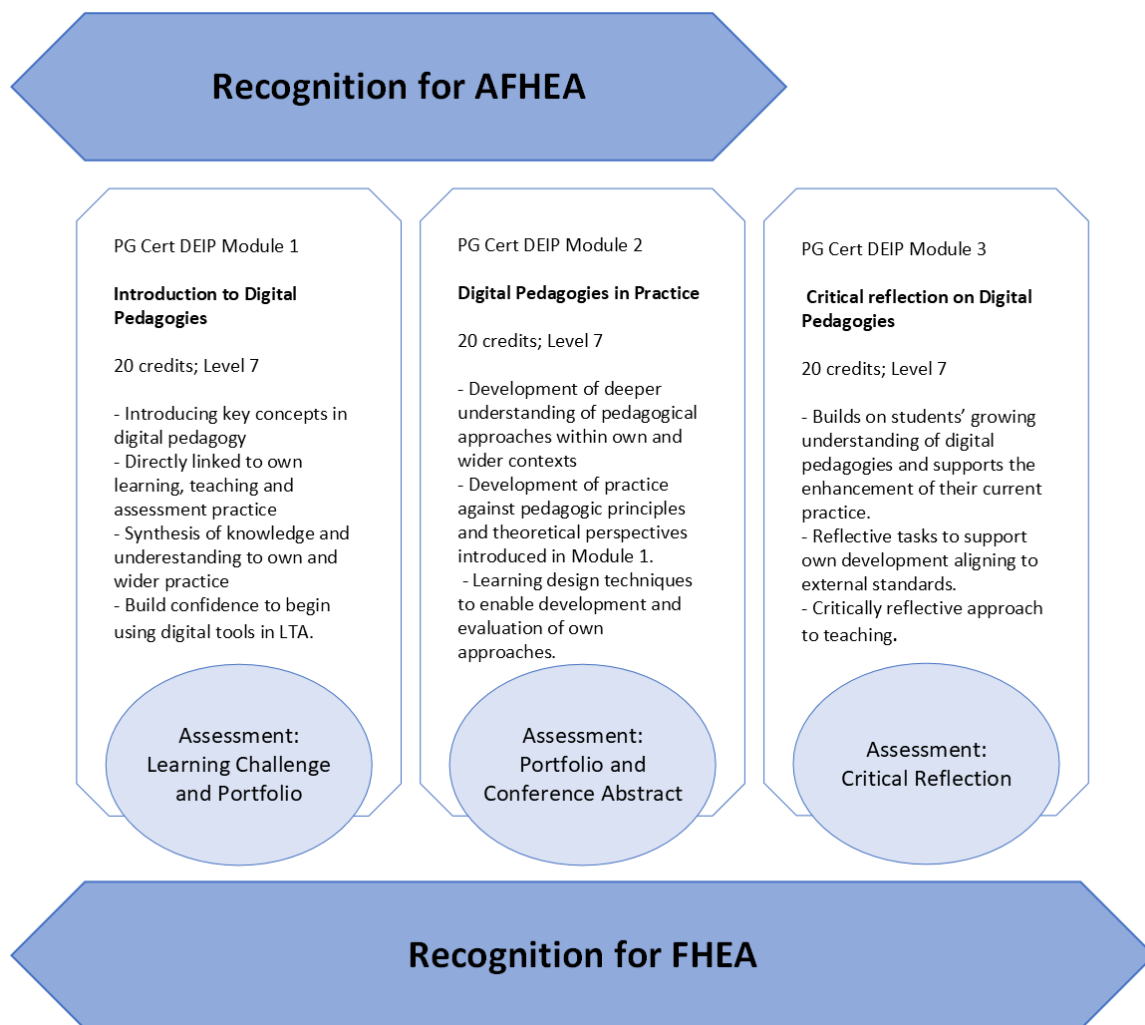 Recognition for AFHEA
PG Cert DEIP Module 1
Introduction to Digital
Pedagogies
20 credits; Level 7
- Introducing key concepts in
digital pedagogy
- Directly linked to own
learning, teaching and
assessment practice
- Synthesis of knowledge and
underestanding to own and
wider practice
- Build confidence to begin
using digital tools in LTA.
Assessment:
Learning Challenge
and Portfolio
PG Cert DEIP Module 2
Digital Pedagogies in Practice
20 credits; Level 7
- Development of deeper
understanding of pedagogical
approaches within own and
wider contexts
- Development of practice
against pedagogic principles
and theoretical perspectives
introduced in Module 1.
- Learning design techniques
to enable development and
evaluation of own
approaches.
Assessment:
Portfolio and
Conference Abstract
PG Cert DEIP Module 3
Critical reflection on Digital
Pedagogies
20 credits; Level 7
- Builds on students’ growing
understanding of digital
pedagogies and supports the
enhancement of their current
practice.
- Reflective tasks to support
own development aligning to
external standards.
- Critically reflective approach
to teaching.
Assessment:
Critical Reflection
Recognition for FHEA